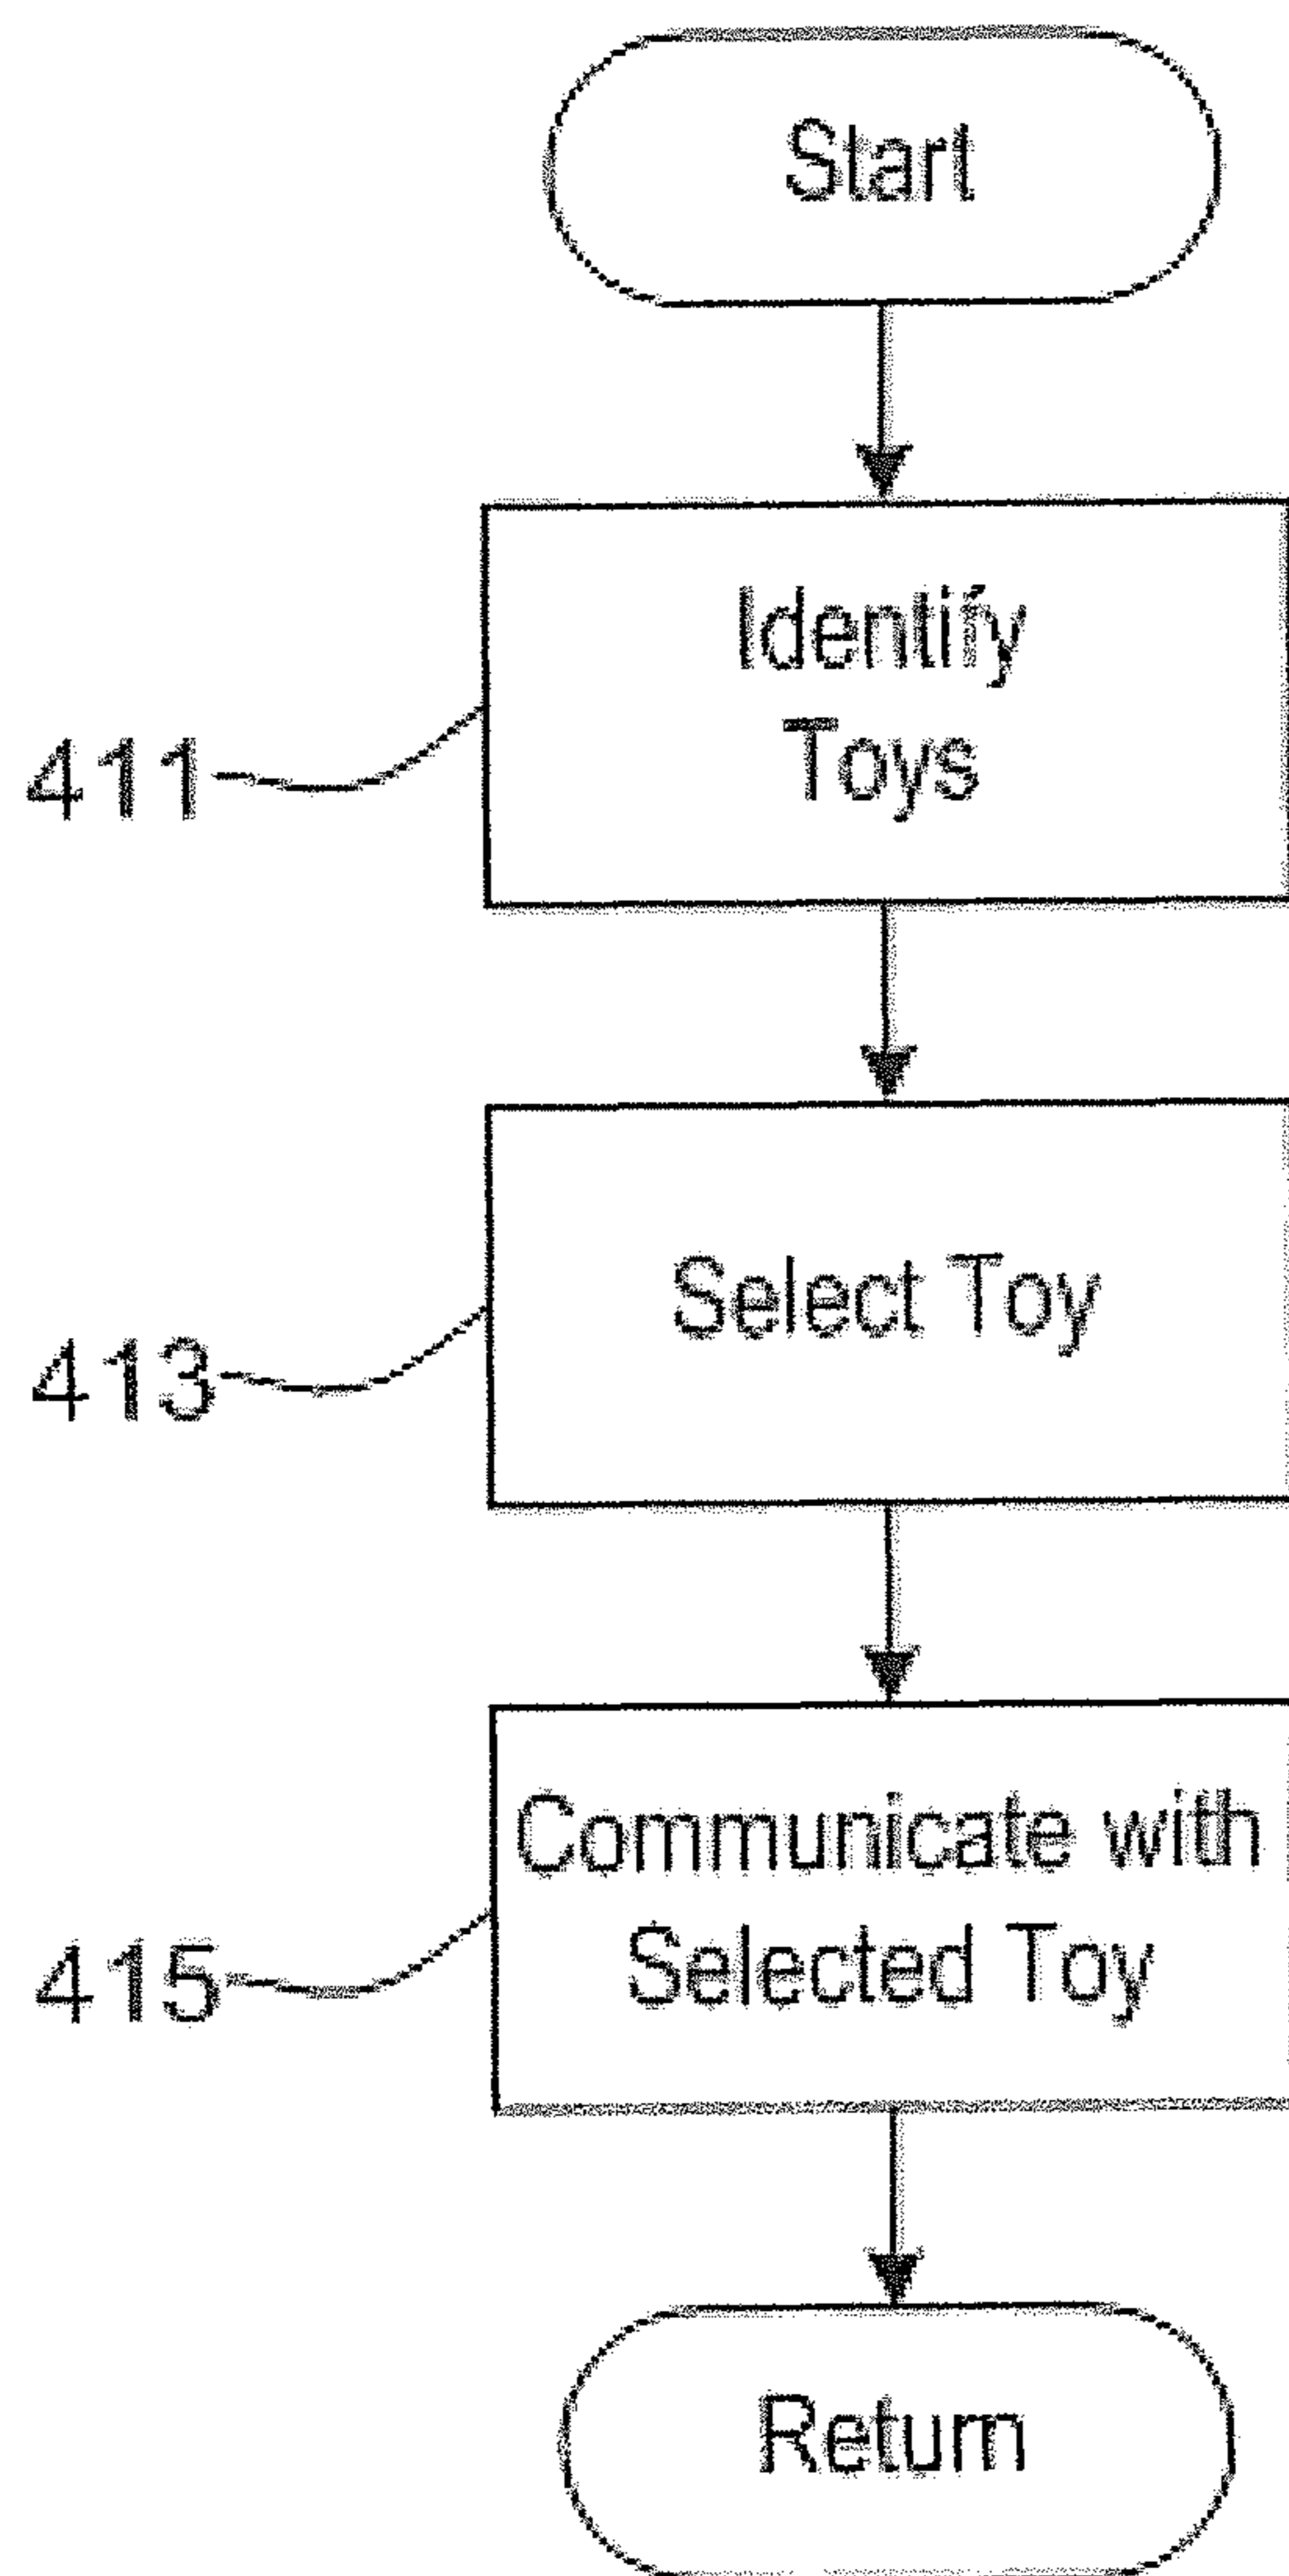 Start
Identify
Toys
411
Select Toy
413
Communicate with
Selected Toy
415
Return